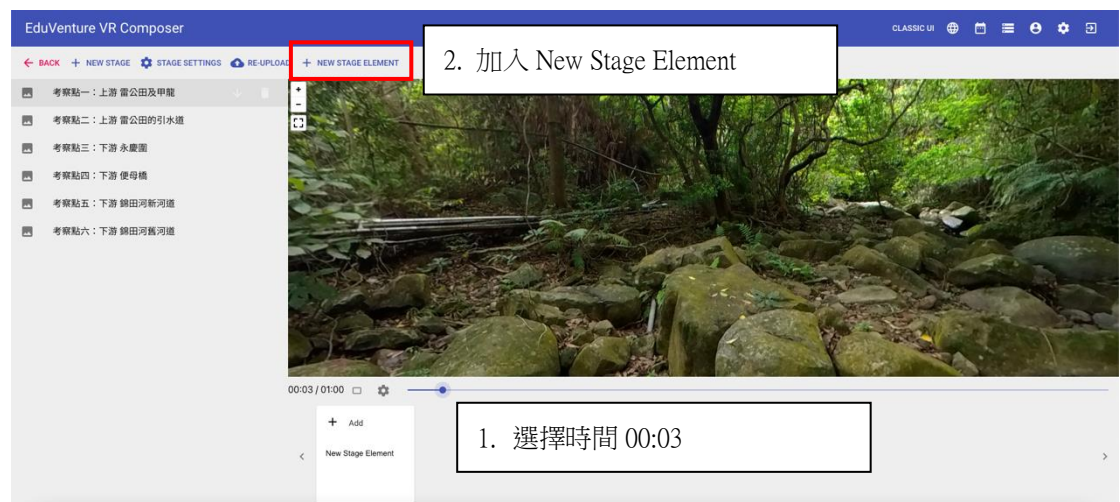 EduVenture VR Composer
CLASSIC UI
BACK + NEW STAGE STAGE SETTINGS RE-UPLOAD + NEW STAGE ELEMENT
2. 加入 New Stage Element
考察點一：上游 雷公田及甲龍
考察點二：上游 雷公田的引水道
考察點三：下游 永慶圍
考察點四：下游 便母橋
考察點五：下游 錦田河新河道
考察點六：下游 錦田河舊河道
+
-
00:03 / 01:00
+ Add
New Stage Element
1. 選擇時間 00:03